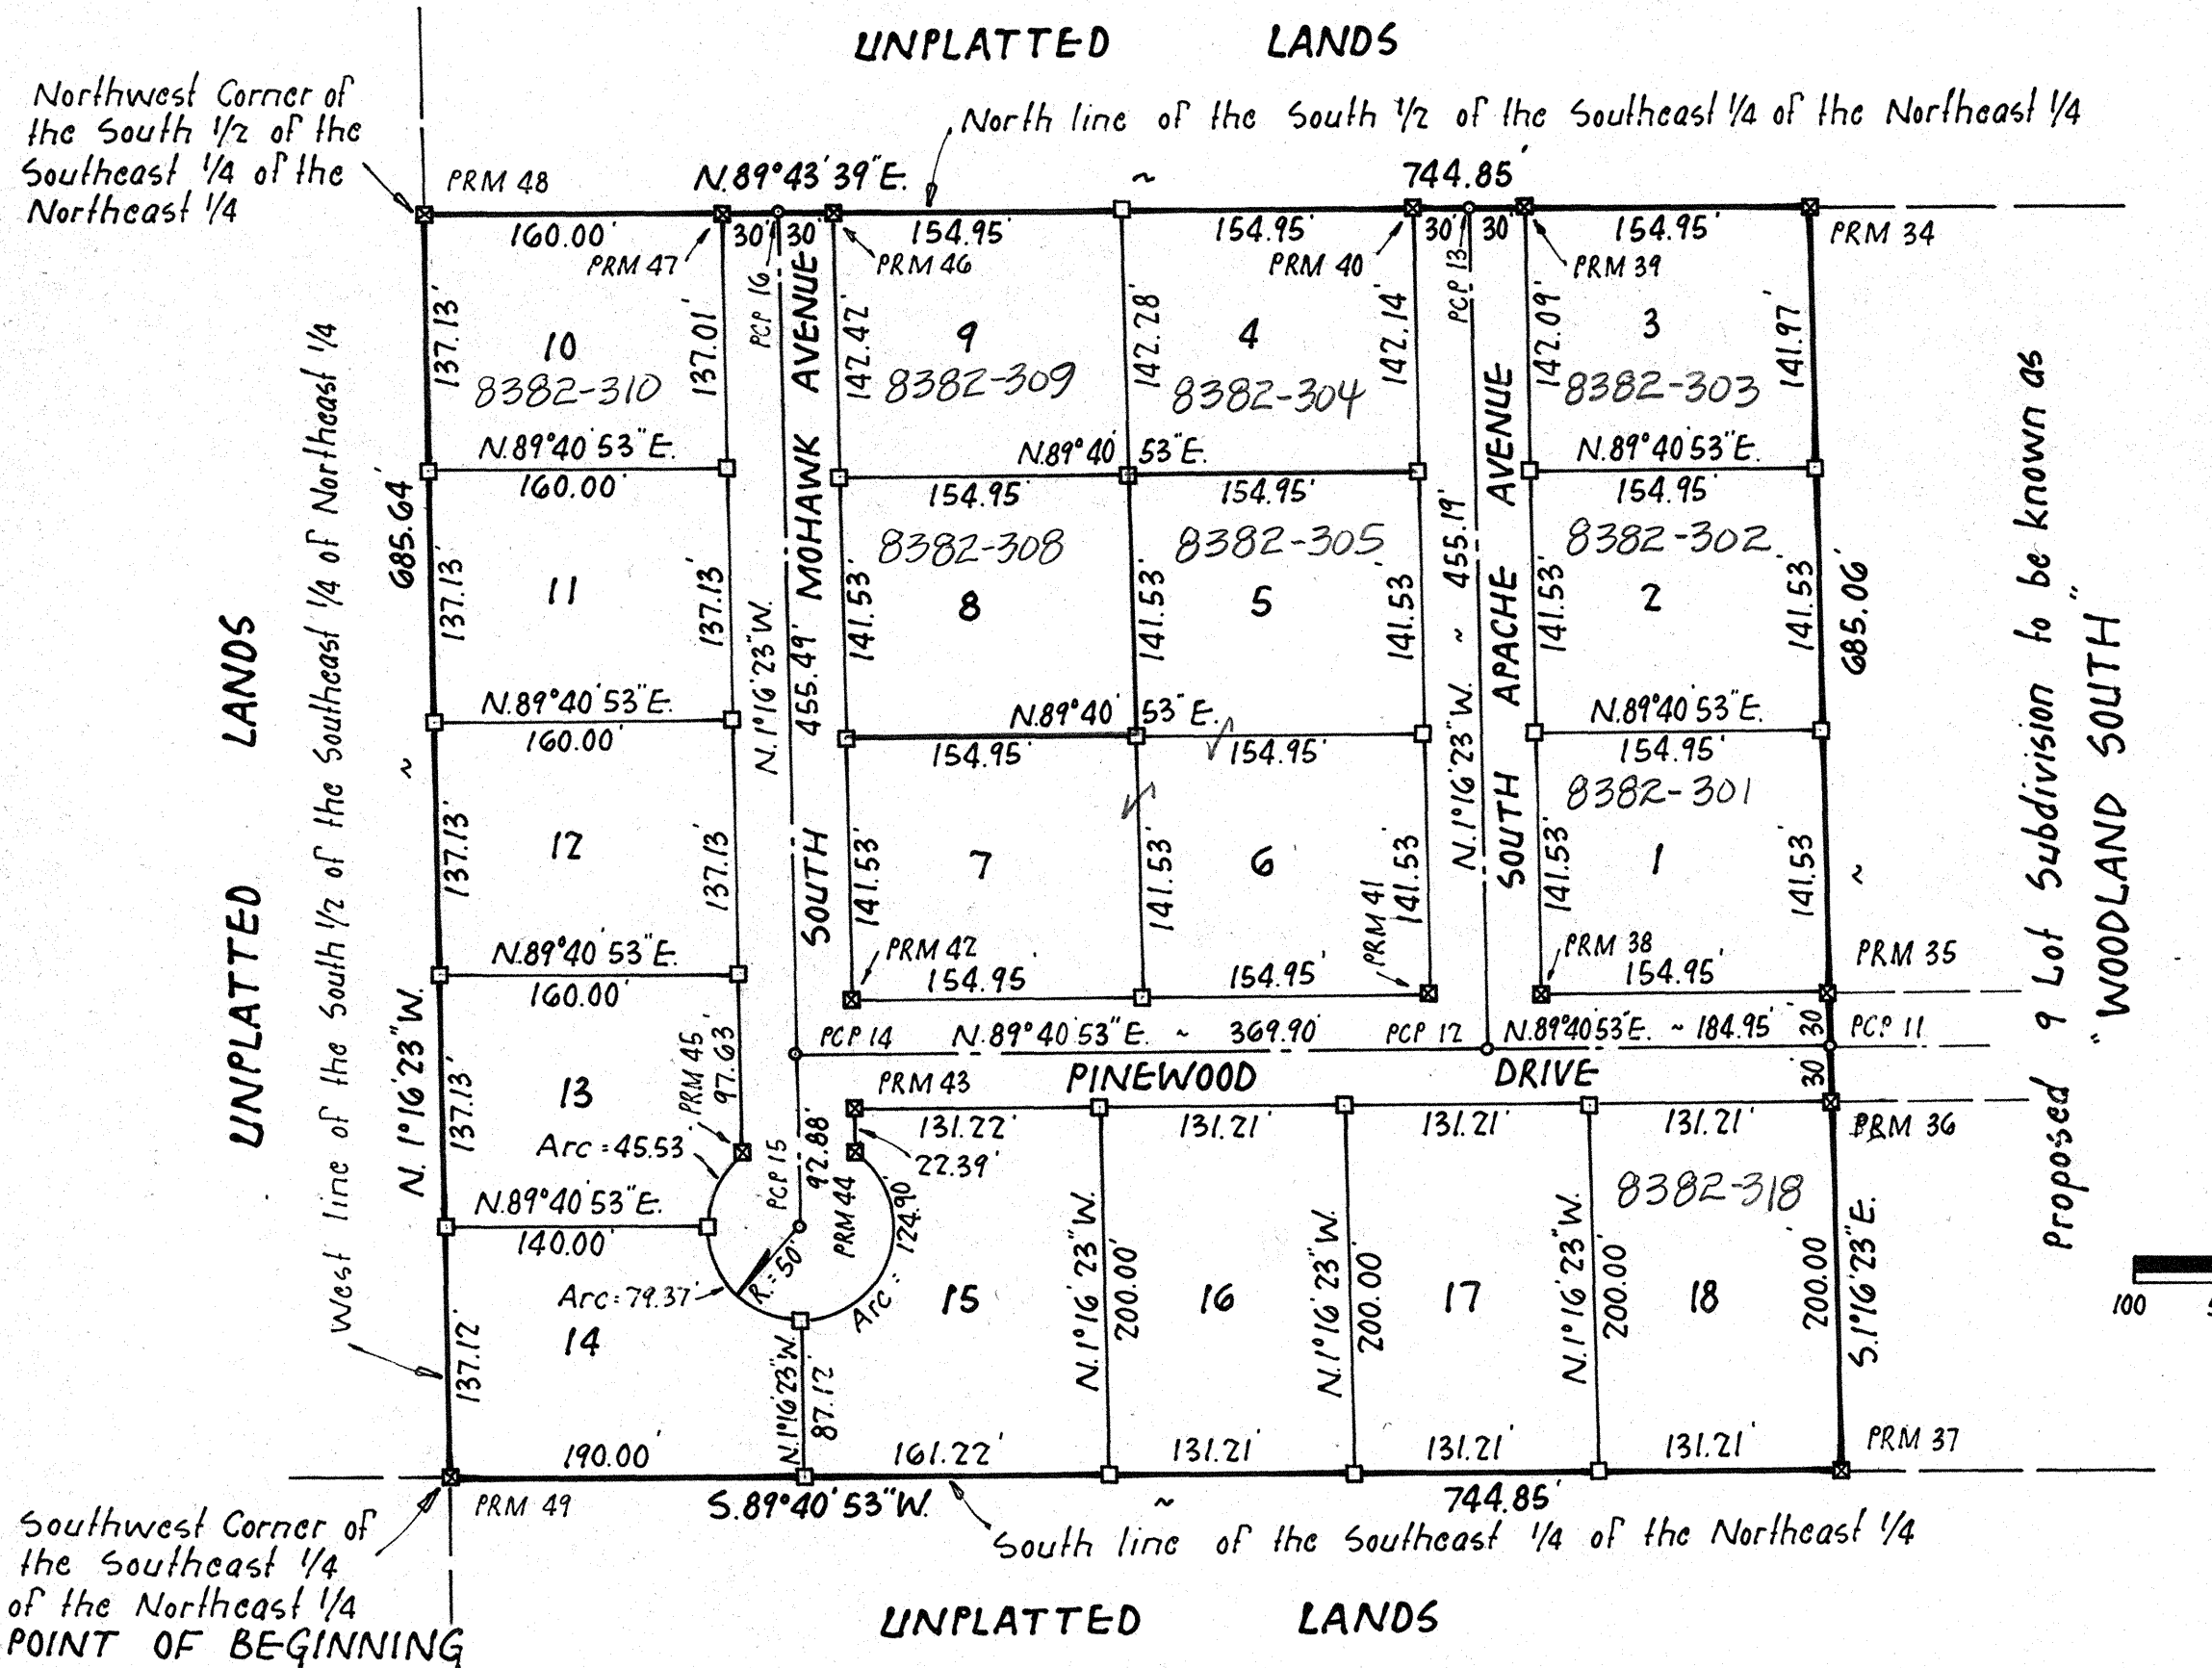 UNPLATTED LANDS
Northwest Corner of
the South 1/2 of the
Southeast 1/4 of the
Northeast 1/4
North line of the South 1/2 of the Southeast 1/4 of the Northeast 1/4
PRM 48
N.89°43'39"E. ~ 744.85'
160.00'
30' 30'
154.95'
154.95'
30' 30'
154.95'
PRM 34
PRM 47
PRM 46
PRM 40
PRM 39
PCP 16
PCP 13
137.13'
10
8382-310
137.01'
142.42'
9
8382-309
142.28'
4
8382-304
142.14'
142.09'
3
8382-303
141.97'
N.89°40'53"E.
160.00'
N.89°40'53"E.
154.95'
154.95'
N.89°40'53"E.
154.95'
685.64'
~
N.1°16'23"W.
137.13'
11
137.13'
N.1°16'23"W.
455.49'
SOUTH MOHAWK AVENUE
8382-308
141.53'
8
141.53'
8382-305
5
141.53'
N.1°16'23"W. ~ 455.19'
SOUTH APACHE AVENUE
8382-302
141.53'
2
141.53'
685.06'
~
N.89°40'53"E.
160.00'
N.89°40'53"E.
154.95'
154.95'
N.89°40'53"E.
154.95'
8382-301
137.13'
12
137.13'
141.53'
7
141.53'
6
141.53'
PRM 41
141.53'
1
141.53'
N.89°40'53"E.
160.00'
PRM 42
154.95'
154.95'
PRM 38
154.95'
PRM 35
PCP 14
N.89°40'53"E. ~ 369.90'
PCP 12
N.89°40'53"E. ~ 184.95'
30'
PCP 11
30'
PINEWOOD DRIVE
137.13'
13
PRM 45
97.63'
PRM 43
131.22'
131.21'
131.21'
131.21'
PRM 36
Arc = 45.53'
PCP 15
92.88'
22.39'
PRM 44
N.89°40'53"E.
140.00'
R.= 50'
Arc = 124.90'
Arc = 79.37'
8382-318
137.12'
14
N.1°16'23"W.
87.12'
15
N.1°16'23"W.
200.00'
16
N.1°16'23"W.
200.00'
17
N.1°16'23"W.
200.00'
18
200.00'
S.1°16'23"E.
190.00'
161.22'
131.21'
131.21'
131.21'
PRM 37
PRM 49
S.89°40'53"W. ~ 744.85'
South line of the Southeast 1/4 of the Northeast 1/4
Southwest Corner of
the Southeast 1/4
of the Northeast 1/4
POINT OF BEGINNING
UNPLATTED LANDS
UNPLATTED LANDS
West line of the South 1/2 of the Southeast 1/4 of Northeast 1/4
Proposed 9 Lot Subdivision to be known as
"WOODLAND SOUTH"
100